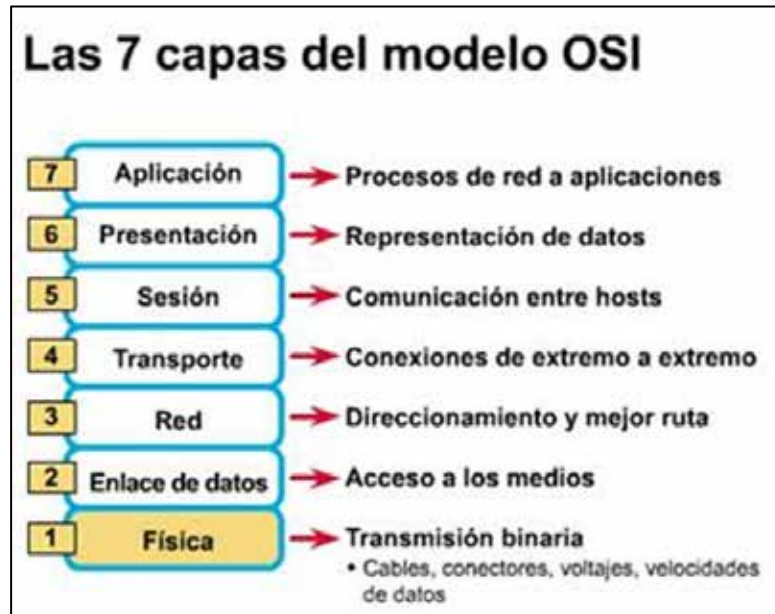 Las 7 capas del modelo OSI
7 Aplicación Procesos de red a aplicaciones
6 Presentación Representación de datos
5 Sesión Comunicación entre hosts
4 Transporte Conexiones de extremo a extremo
3 Red Direccionamiento y mejor ruta
2 Enlace de datos Acceso a los medios
1 Física Transmisión binaria
• Cables, conectores, voltajes, velocidades
de datos